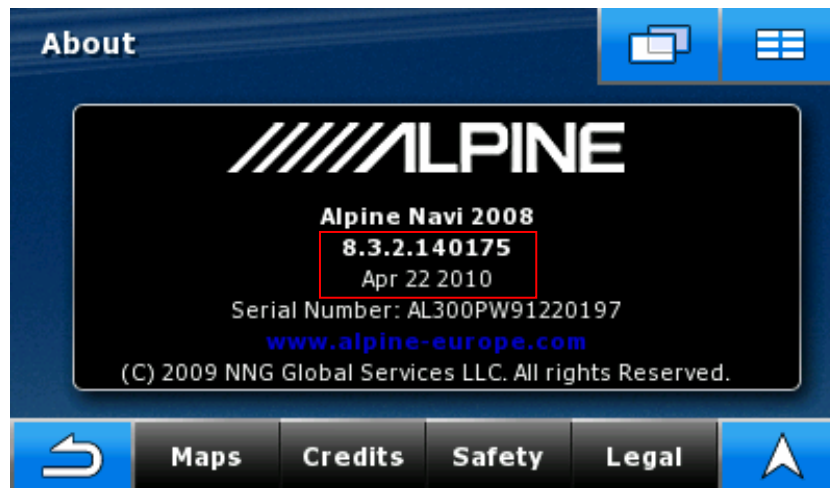 About
ALPINE
Alpine Navi 2008
8.3.2.140175
Apr 22 2010
Serial Number: AL300PW91220197
www.alpine-europe.com
(C) 2009 NNG Global Services LLC. All rights Reserved.
Maps Credits Safety Legal